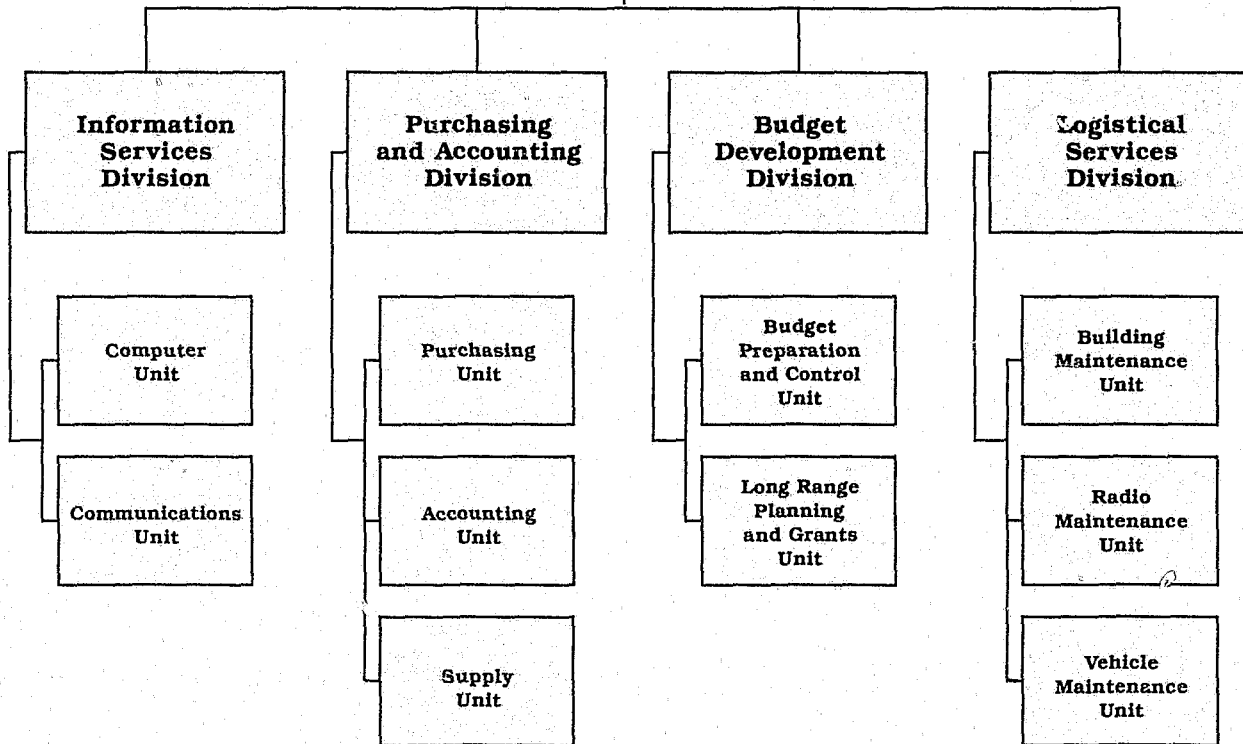 Information
Services
Division
Purchasing
and Accounting
Division
Budget
Development
Division
Logistical
Services
Division
Computer
Unit
Communications
Unit
Purchasing
Unit
Accounting
Unit
Supply
Unit
Budget
Preparation
and Control
Unit
Long Range
Planning
and Grants
Unit
Building
Maintenance
Unit
Radio
Maintenance
Unit
Vehicle
Maintenance
Unit